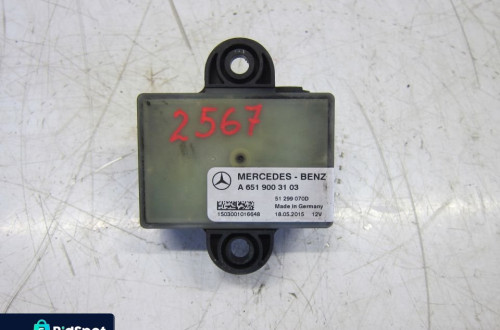 2567
MERCEDES - BENZ
A 651 900 31 03
51 299 070D
Made in Germany
1503001016648
18.05.2015 12V
BidSpot